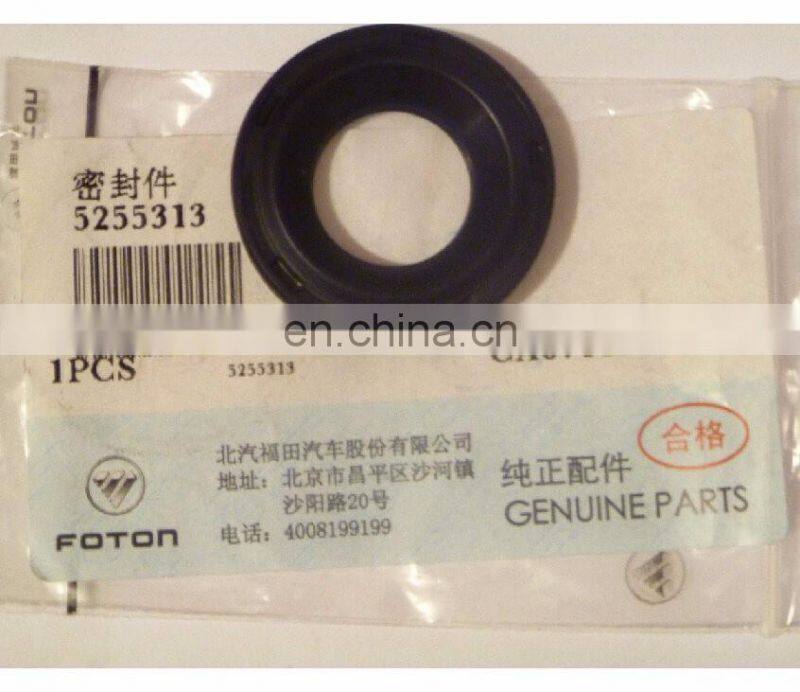 密封件
5255313
en.china.cn
1PCS
5255313
合格
北汽福田汽车股份有限公司
地址：北京市昌平区沙河镇
沙阳路20号
电话：4008199199
纯正配件
GENUINE PARTS
FOTON